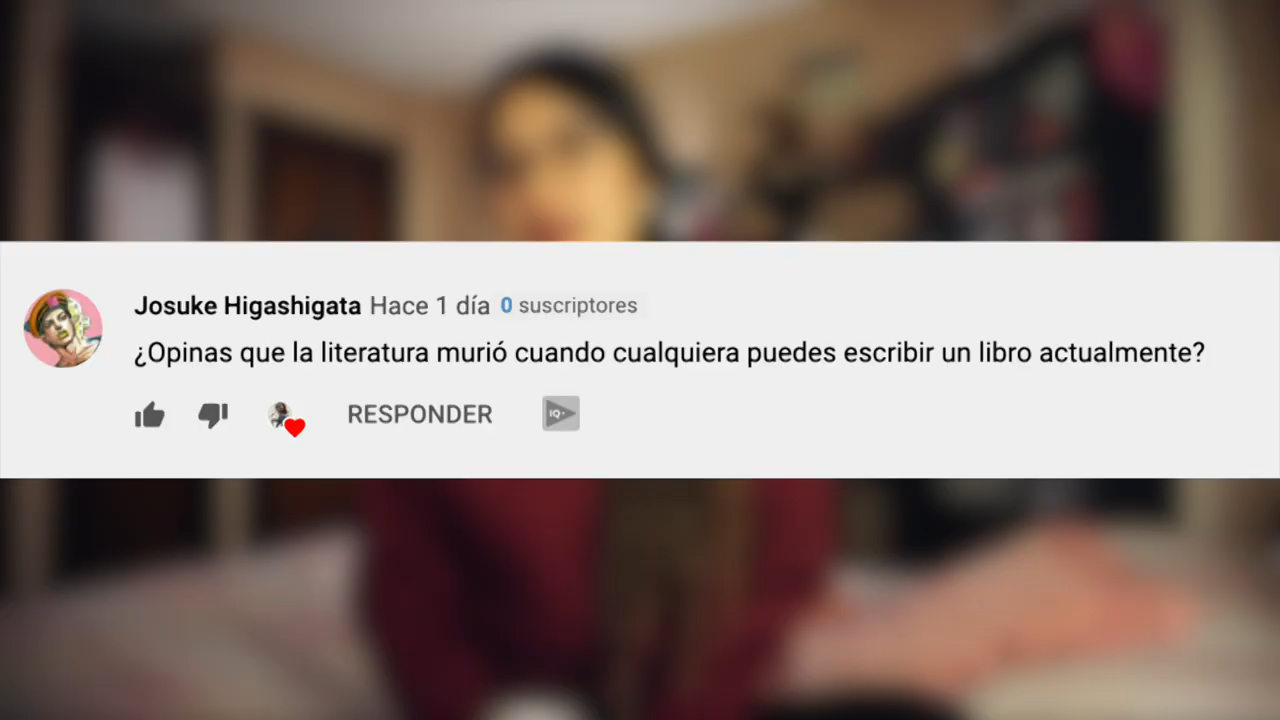 Josuke Higashigata Hace 1 día 0 suscriptores
¿Opinas que la literatura murió cuando cualquiera puedes escribir un libro actualmente?
RESPONDER
IQ